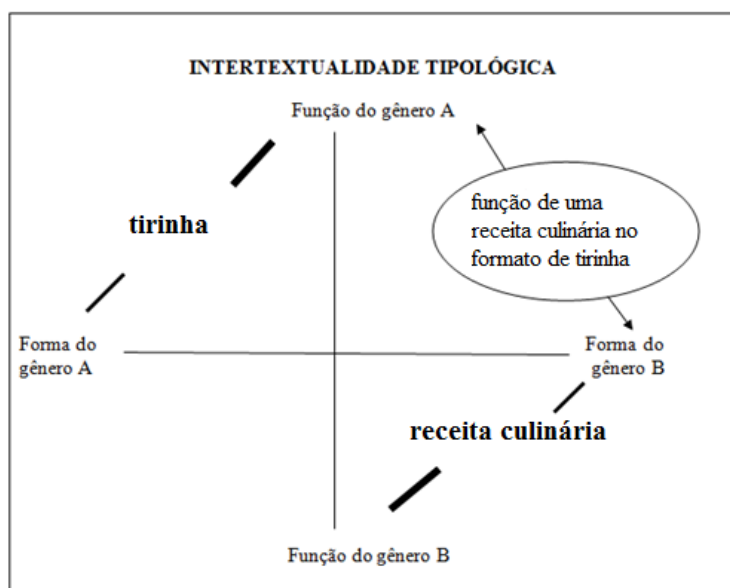 INTERTEXTUALIDADE TIPOLÓGICA
Função do gênero A
função de uma
receita culinária no
formato de tirinha
tirinha
Forma do
gênero A
Forma do
gênero B
receita culinária
Função do gênero B